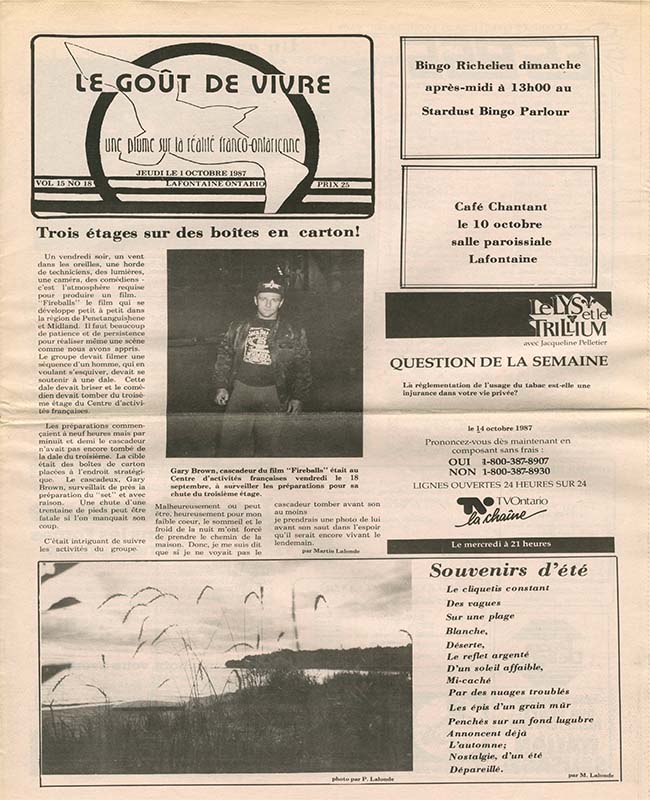 LE GOÛT DE VIVRE
une plume sur la réalité franco-ontarienne
JEUDI LE 1 OCTOBRE 1987
VOL 15 NO 18
LAFONTAINE ONTARIO
PRIX 25
Bingo Richelieu dimanche
après-midi à 13h00 au
Stardust Bingo Parlour
Café Chantant
le 10 octobre
salle paroissiale
Lafontaine
Trois étages sur des boîtes en carton!
Un vendredi soir, un vent
dans les oreilles, une horde
de techniciens, des lumières,
une caméra, des comédiens -
c'est l'atmosphère requise
pour produire un film.
"Fireballs" le film qui se
développe petit à petit dans
la région de Penetanguishene
et Midland. Il faut beaucoup
de patience et de persistence
pour réaliser même une scène
comme nous avons appris.
Le groupe devait filmer une
séquence d'un homme, qui en
voulant s'esquiver, devait se
soutenir à une dale. Cette
dale devait briser et le comé-
dien devait tomber du troisiè-
me étage du Centre d'activi-
tés françaises.
Les préparations commen-
çaient à neuf heures mais par
minuit et demi le cascadeur
n'avait pas encore tombé de
la dale du troisième. La cible
était des boîtes de carton
placées à l'endroit stratégi-
que. Le cascadeux, Gary
Brown, surveillait de près la
préparation du "set" et avec
raison. Une chute d'une
trentaine de pieds peut être
fatale si l'on manquait son
coup.
C'était intriguant de suivre
les activités du groupe.
Gary Brown, cascadeur du film "Fireballs" était au
Centre d'activités françaises vendredi le 18
septembre, à surveiller les préparations pour sa
chute du troisième étage.
Malheureusement ou peut
être, heureusement pour mon
faible coeur, le sommeil et le
froid de la nuit m'ont forcé
de prendre le chemin de la
maison. Donc, je me suis dit
que si je ne voyait pas le
cascadeur tomber avant son
au moins
je prendrais une photo de lui
avant son saut dans l'espoir
qu'il serait encore vivant le
lendemain.
par Martin Lalonde
Le LYS
et le
TRILLIUM
avec Jacqueline Pelletier
QUESTION DE LA SEMAINE
La réglementation de l'usage du tabac est-elle une
injurance dans votre vie privée?
le 14 octobre 1987
Prononcez-vous dès maintenant en
composant sans frais :
OUI 1-800-387-8907
NON 1-800-387-8930
LIGNES OUVERTES 24 HEURES SUR 24
TVOntario
la chaîne
Le mercredi à 21 heures
photo par P. Lalonde
Souvenirs d'été
Le cliquetis constant
Des vagues
Sur une plage
Blanche,
Déserte,
Le reflet argenté
D'un soleil affaible,
Mi-caché
Par des nuages troublés
Les épis d'un grain mûr
Penchés sur un fond lugubre
Annoncent déjà
L'automne;
Nostalgie, d'un été
Dépareille.
par M. Lalonde